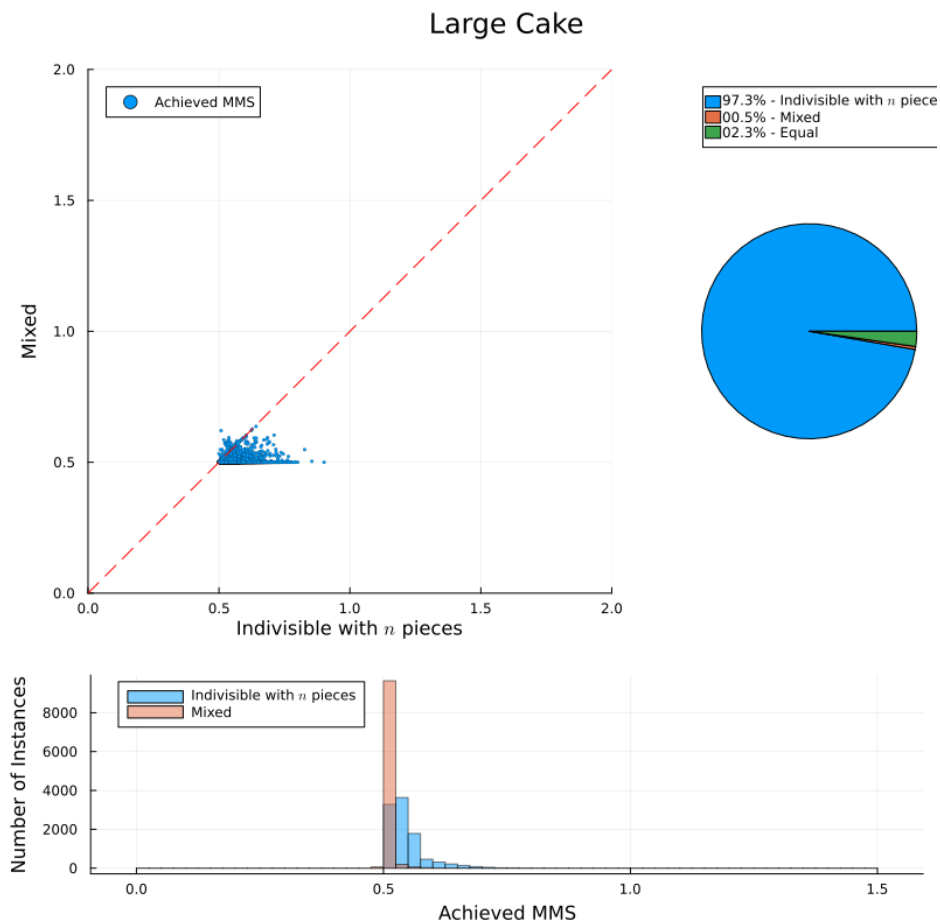 Large Cake
2.0
1.5
1.0
0.5
0.0
Mixed
Achieved MMS
0.0
0.5
1.0
1.5
2.0
Indivisible with n pieces
97.3% - Indivisible with n piece
00.5% - Mixed
02.3% - Equal
Number of Instances
8000
6000
4000
2000
0
Indivisible with n pieces
Mixed
0.0
0.5
1.0
1.5
Achieved MMS